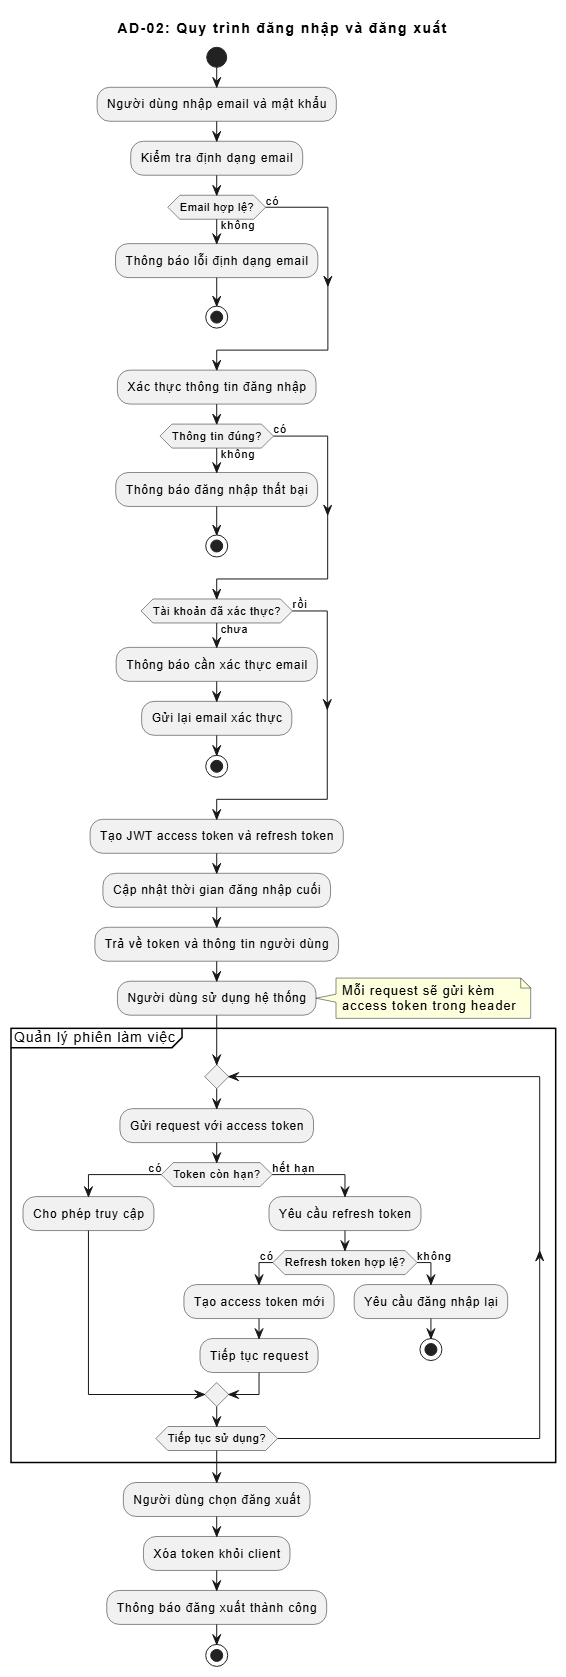 AD-02: Quy trình đăng nhập và đăng xuất
Người dùng nhập email và mật khẩu
Kiểm tra định dạng email
Email hợp lệ?
có
không
Thông báo lỗi định dạng email
Xác thực thông tin đăng nhập
Thông tin đúng?
có
không
Thông báo đăng nhập thất bại
Tài khoản đã xác thực?
rồi
chưa
Thông báo cần xác thực email
Gửi lại email xác thực
Tạo JWT access token và refresh token
Cập nhật thời gian đăng nhập cuối
Trả về token và thông tin người dùng
Người dùng sử dụng hệ thống
Mỗi request sẽ gửi kèm
access token trong header
Quản lý phiên làm việc
Gửi request với access token
có
Token còn hạn?
hết hạn
Cho phép truy cập
Yêu cầu refresh token
có
Refresh token hợp lệ?
không
Tạo access token mới
Yêu cầu đăng nhập lại
Tiếp tục request
Tiếp tục sử dụng?
Người dùng chọn đăng xuất
Xóa token khỏi client
Thông báo đăng xuất thành công